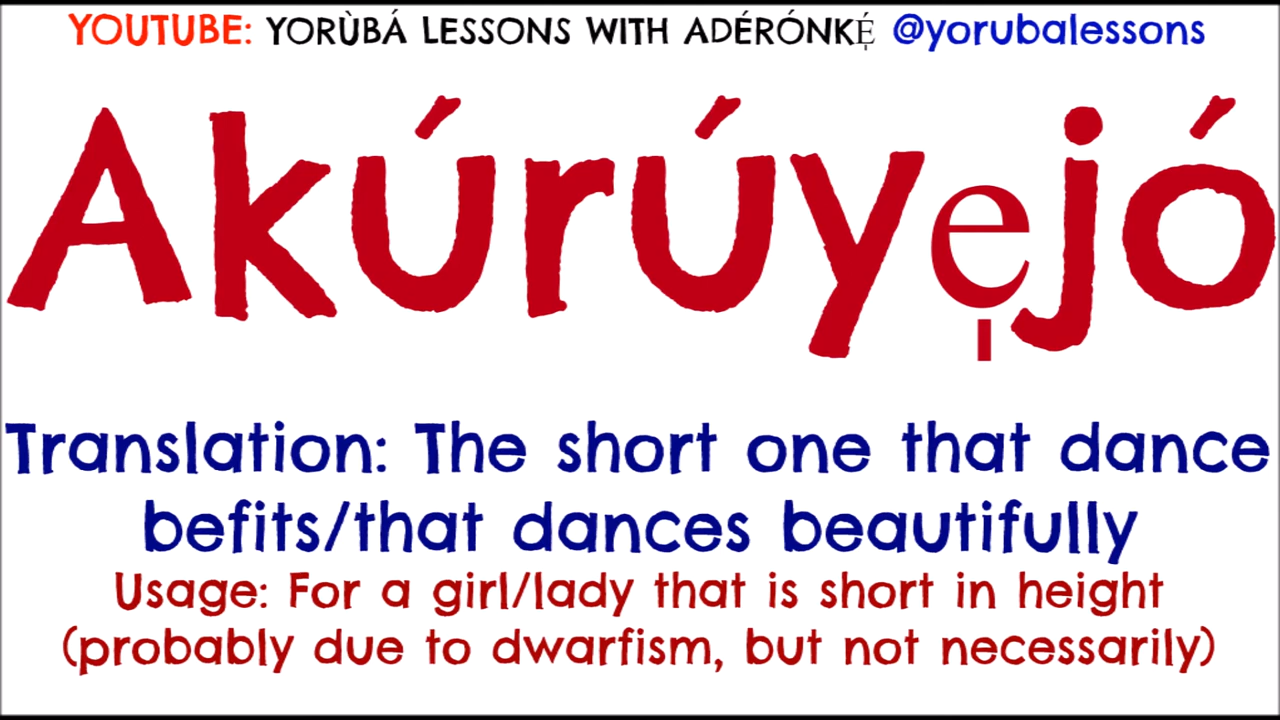 YOUTUBE: YORÙBÁ LESSONS WITH ADÉRÓNKẸ́ @yorubalessons
Akúrúyẹjó
Translation: The short one that dance
befits/that dances beautifully
Usage: For a girl/lady that is short in height
(probably due to dwarfism, but not necessarily)